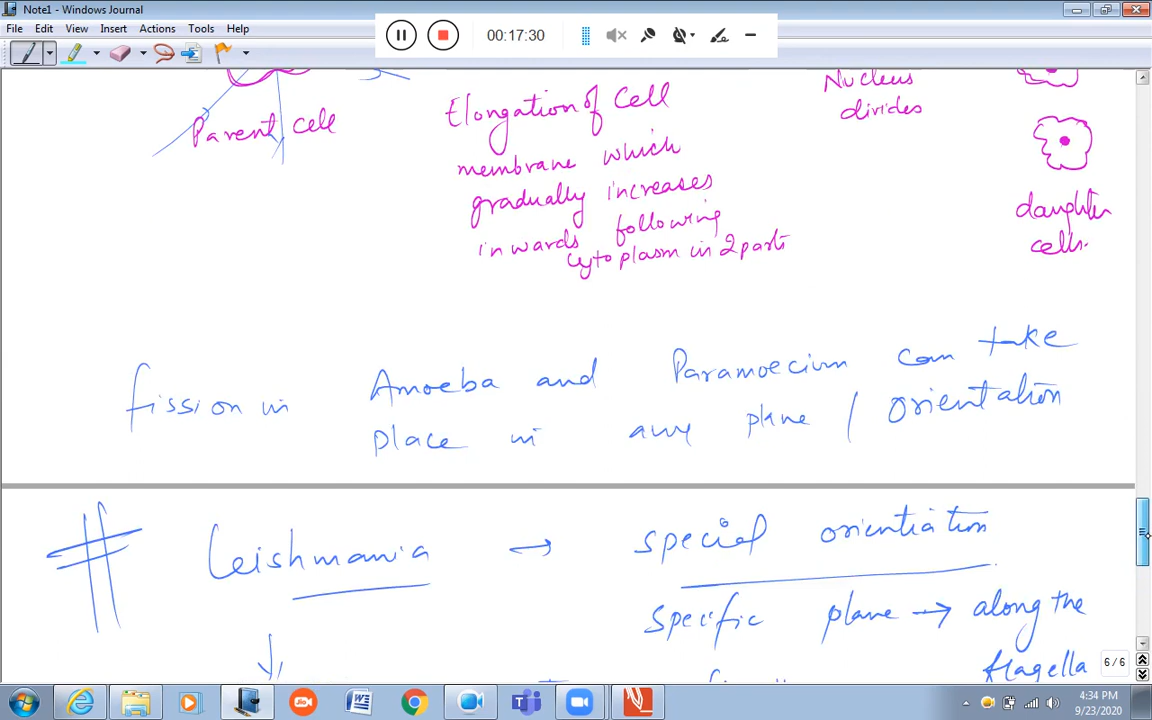 Note1 - Windows Journal
File Edit View Insert Actions Tools Help
00:17:30
Parent Cell
Elongation of Cell
membrane which
gradually increases
inwards following
cytoplasm in 2 parts
Nucleus
divides
daughter
cells.
fission in Amoeba and Paramoecium can take
place in any plane / orientation
# Leishmania → special orientiation
specific plane → along the
flagella
6 / 6
4:34 PM
9/23/2020